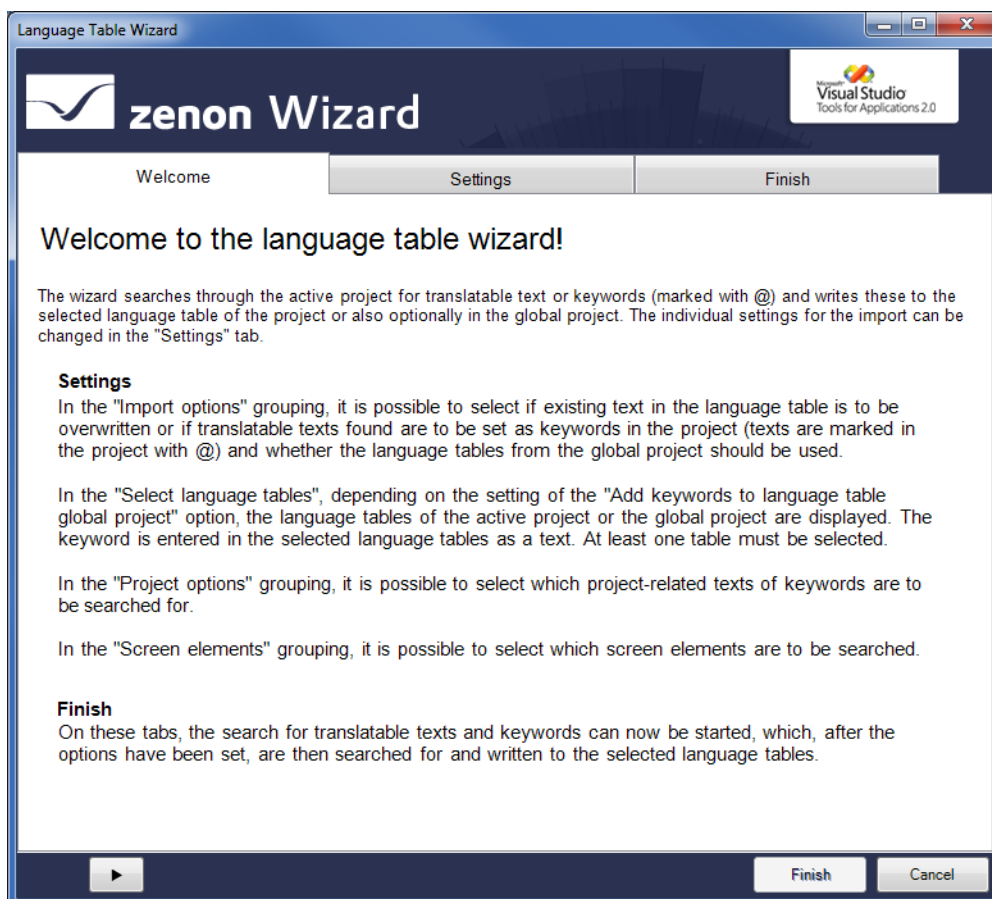 Language Table Wizard
zenon Wizard
Microsoft
Visual Studio
Tools for Applications 2.0
Welcome
Settings
Finish
Welcome to the language table wizard!
The wizard searches through the active project for translatable text or keywords (marked with @) and writes these to the
selected language table of the project or also optionally in the global project. The individual settings for the import can be
changed in the "Settings" tab.
Settings
In the "Import options" grouping, it is possible to select if existing text in the language table is to be
overwritten or if translatable texts found are to be set as keywords in the project (texts are marked in
the project with @) and whether the language tables from the global project should be used.
In the "Select language tables", depending on the setting of the "Add keywords to language table
global project" option, the language tables of the active project or the global project are displayed. The
keyword is entered in the selected language tables as a text. At least one table must be selected.
In the "Project options" grouping, it is possible to select which project-related texts of keywords are to
be searched for.
In the "Screen elements" grouping, it is possible to select which screen elements are to be searched.
Finish
On these tabs, the search for translatable texts and keywords can now be started, which, after the
options have been set, are then searched for and written to the selected language tables.
Finish
Cancel